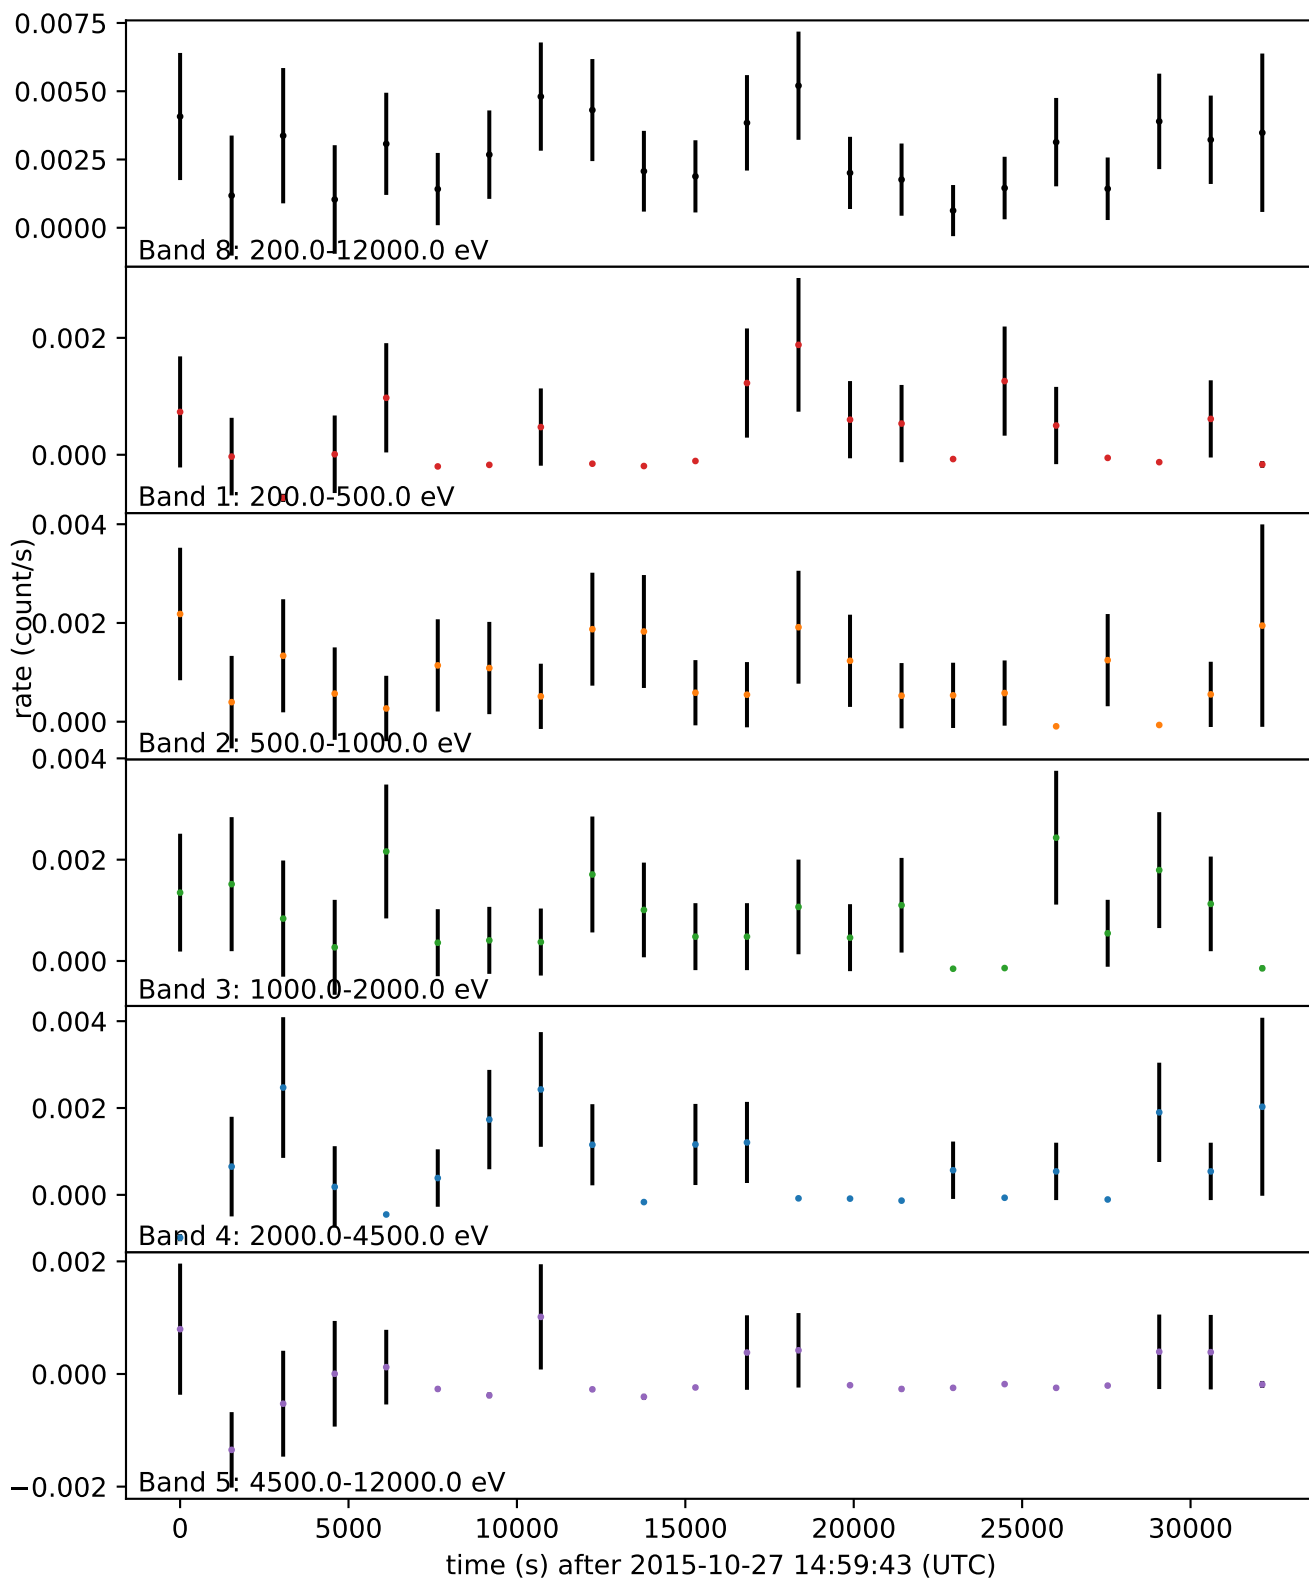 0.0075
0.0050
0.0025
0.0000
Band 8: 200.0-12000.0 eV
0.002
0.000
Band 1: 200.0-500.0 eV
rate (count/s)
0.004
0.002
0.000
Band 2: 500.0-1000.0 eV
0.004
0.002
0.000
Band 3: 1000.0-2000.0 eV
0.004
0.002
0.000
Band 4: 2000.0-4500.0 eV
0.002
0.000
−0.002
Band 5: 4500.0-12000.0 eV
0 5000 10000 15000 20000 25000 30000
time (s) after 2015-10-27 14:59:43 (UTC)